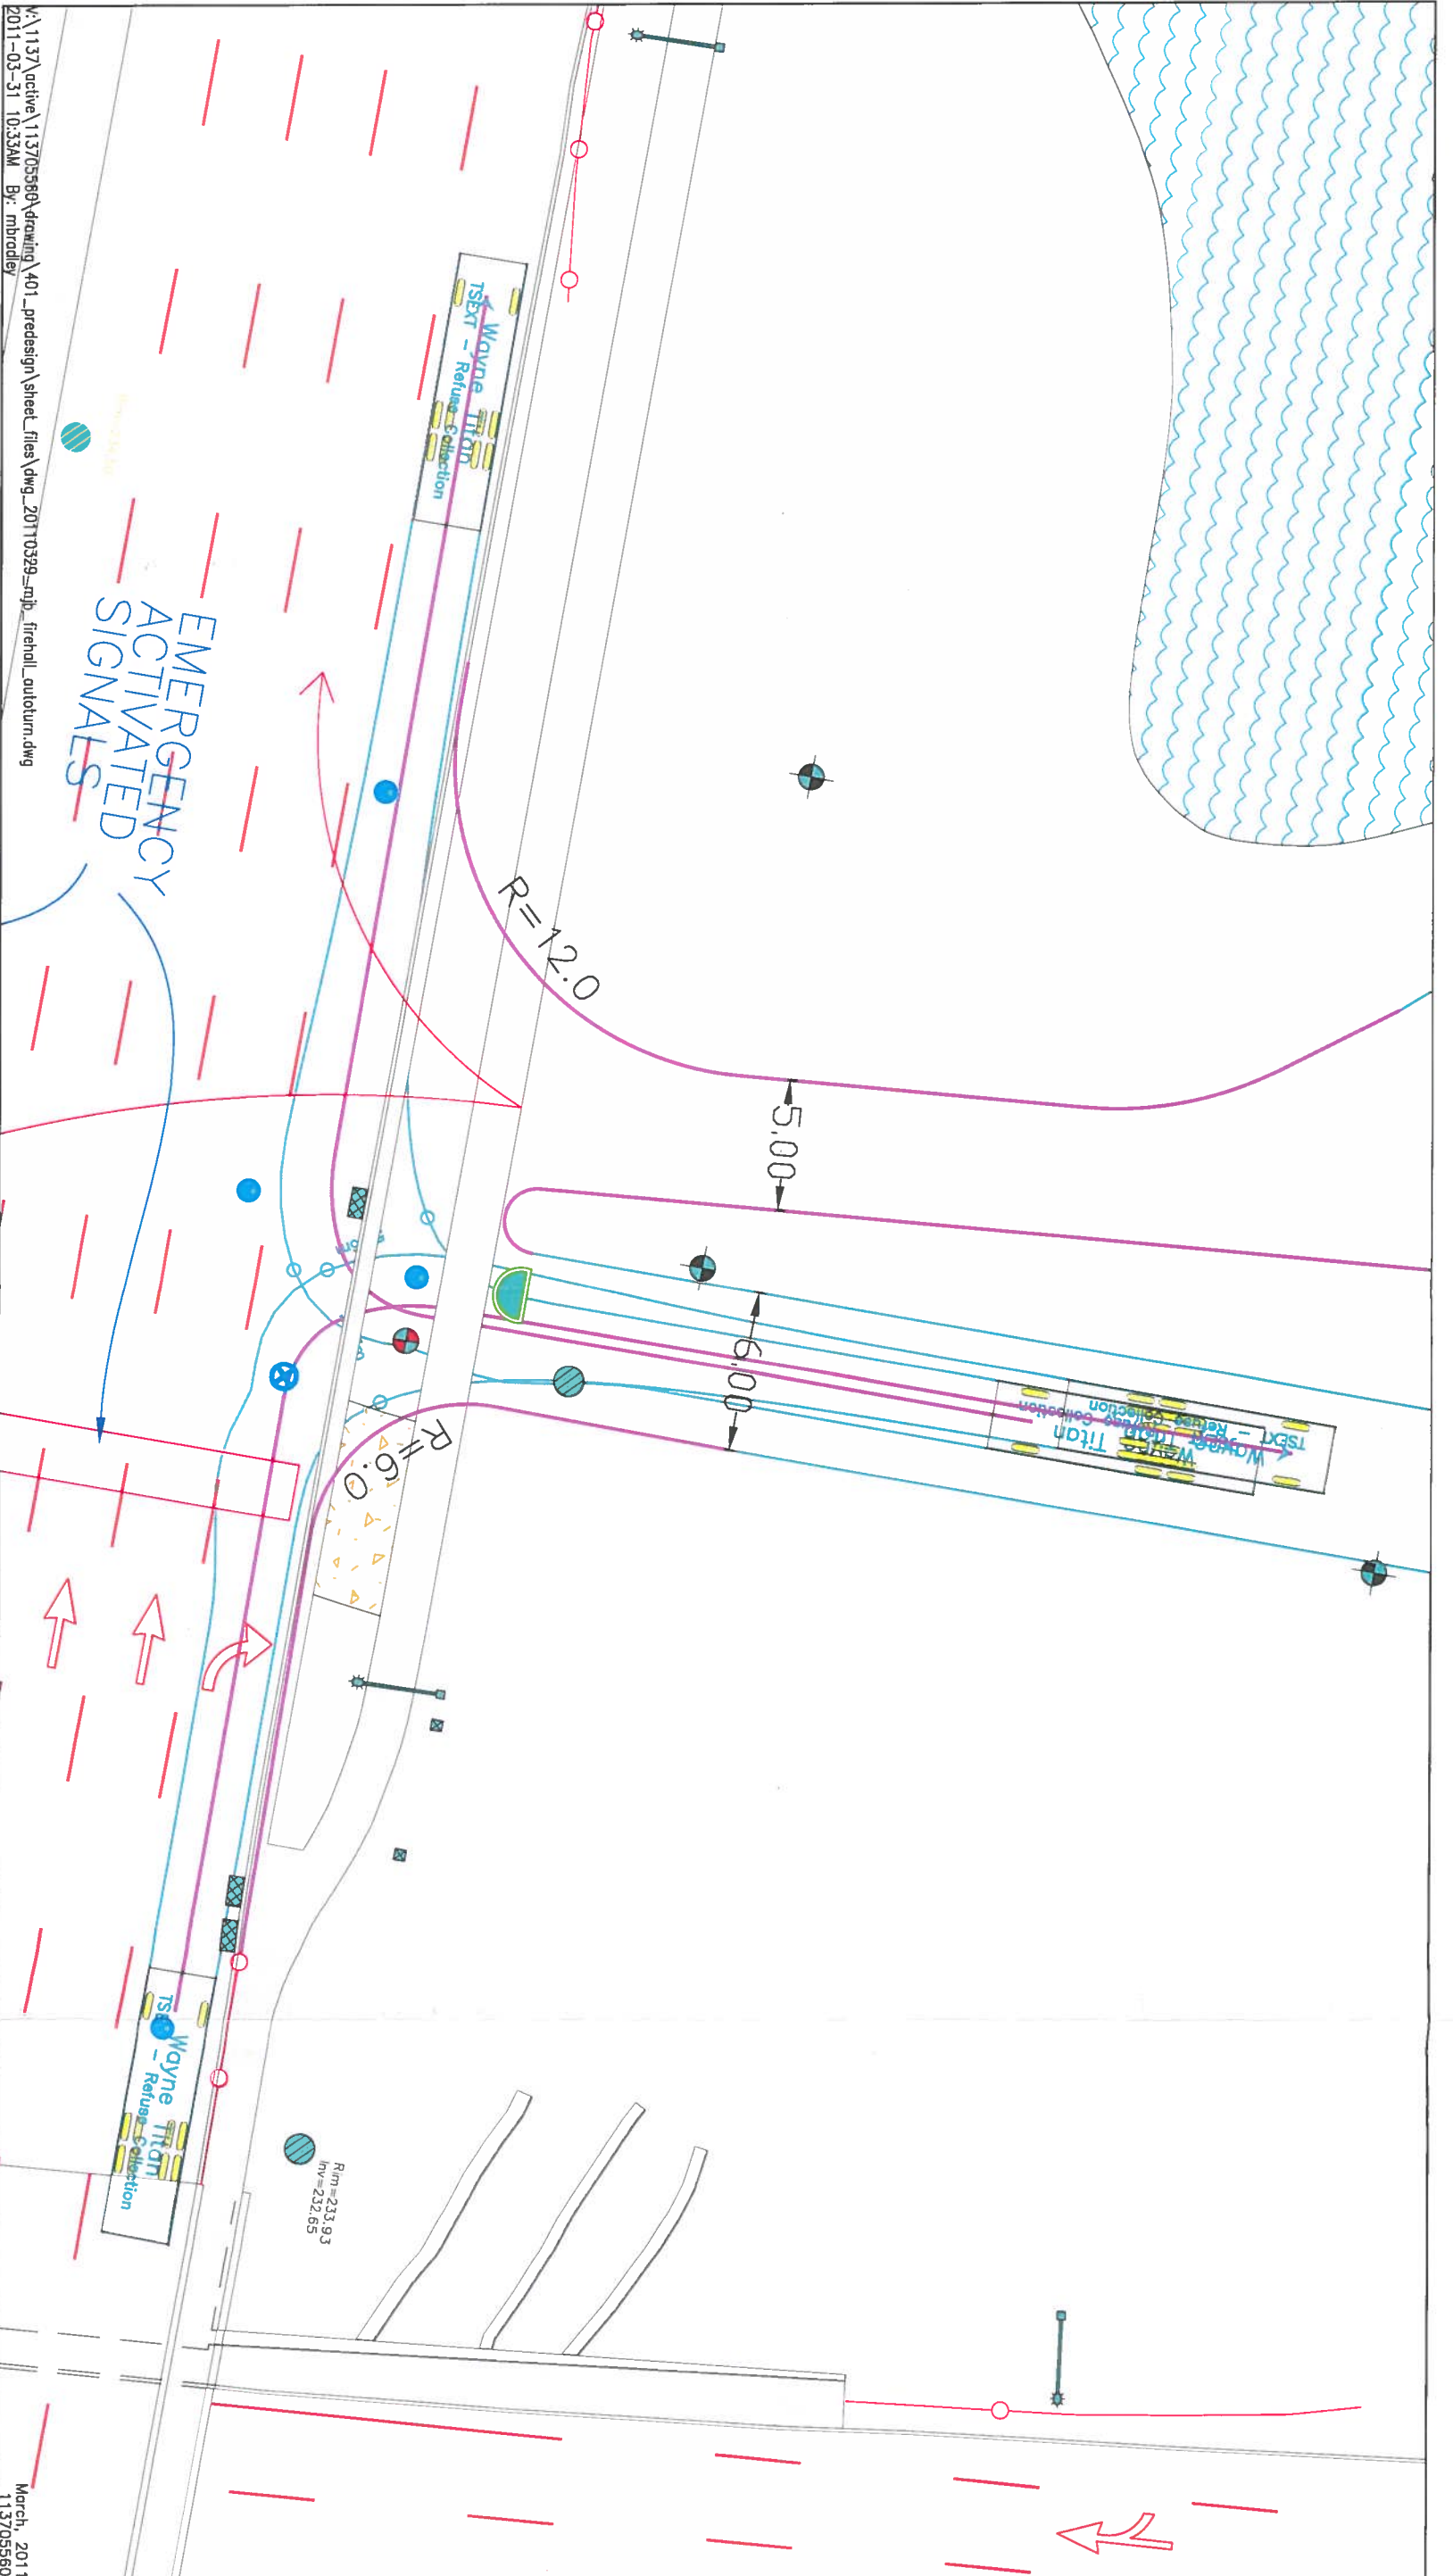 V:\1137\active\113705560\drawing\401_predesign\sheet_files\dwg_20110329_mjb_firehall_autoturn.dwg
2011-03-31 10:33AM By: mbradley
EMERGENCY
ACTIVATED
SIGNALS
Wayne Titan
TSEXT - Refuse Collection
R=12.0
5.00
6.00
R=6.0
Wayne Titan
TSEXT - Refuse Collection
Wayne Titan
- Refuse Collection
Rim=233.93
Inv=232.65
March, 2011
113705560